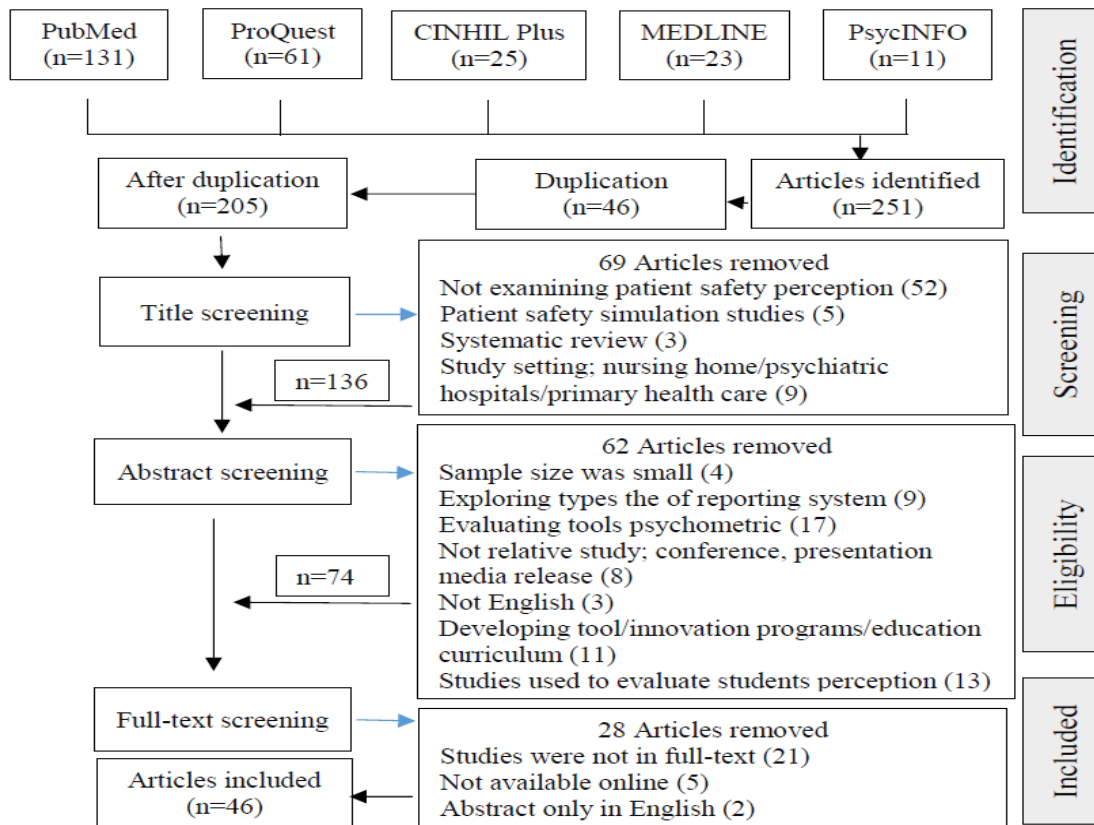 PubMed
(n=131)
ProQuest
(n=61)
CINHIL Plus
(n=25)
MEDLINE
(n=23)
PsycINFO
(n=11)
Identification
After duplication
(n=205)
Duplication
(n=46)
Articles identified
(n=251)
Title screening
69 Articles removed
Not examining patient safety perception (52)
Patient safety simulation studies (5)
Systematic review (3)
Study setting; nursing home/psychiatric
hospitals/primary health care (9)
Screening
n=136
Abstract screening
62 Articles removed
Sample size was small (4)
Exploring types the of reporting system (9)
Evaluating tools psychometric (17)
Not relative study; conference, presentation
media release (8)
Not English (3)
Developing tool/innovation programs/education
curriculum (11)
Studies used to evaluate students perception (13)
Eligibility
n=74
Full-text screening
28 Articles removed
Studies were not in full-text (21)
Not available online (5)
Abstract only in English (2)
Included
Articles included
(n=46)